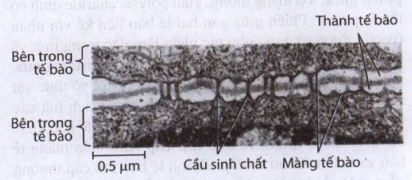 Thành tế bào
Bên trong
tế bào
Bên trong
tế bào
0,5 µm
Cầu sinh chất
Màng tế bào